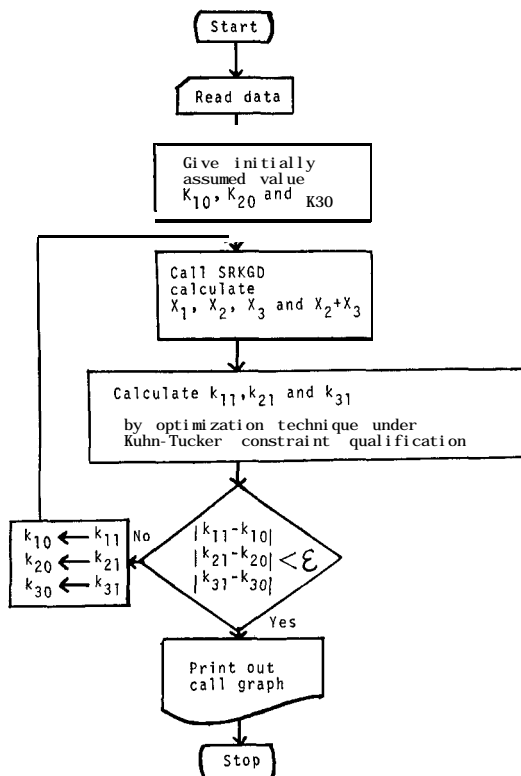 Start
Read data
Give initially
assumed value
K10, K20 and K30
Call SRKGD
calculate
X1, X2, X3 and X2+X3
Calculate k11,k21 and k31
by optimization technique under
Kuhn-Tucker constraint qualification
k10 ← k11
k20 ← k21
k30 ← k31
No
|k11-k10|
|k21-k20| < ε
|k31-k30|
Yes
Print out
call graph
Stop